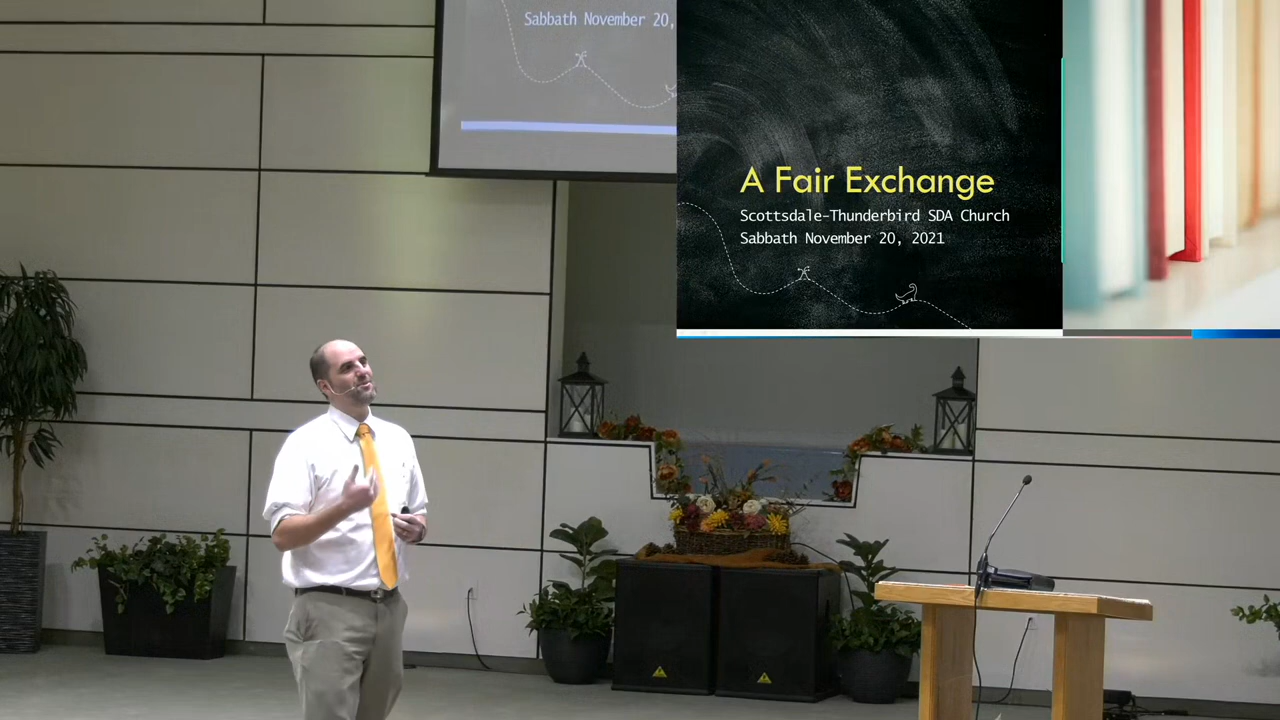 Sabbath November 20,
A Fair Exchange
Scottsdale-Thunderbird SDA Church
Sabbath November 20, 2021